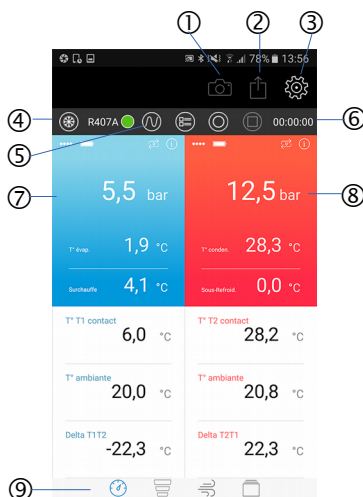 ① ② ③
78% 13:56
④ R407A 00:00:00 ⑥
⑤
⑦ 5,5 bar 12,5 bar ⑧
T° évap. 1,9 °C T° conden. 28,3 °C
Surchauffe 4,1 °C Sous-Refroid. 0,0 °C
T° T1 contact T° T2 contact
6,0 °C 28,2 °C
T° ambiante T° ambiante
20,0 °C 20,8 °C
Delta T1T2 Delta T2T1
-22,3 °C 22,3 °C
⑨